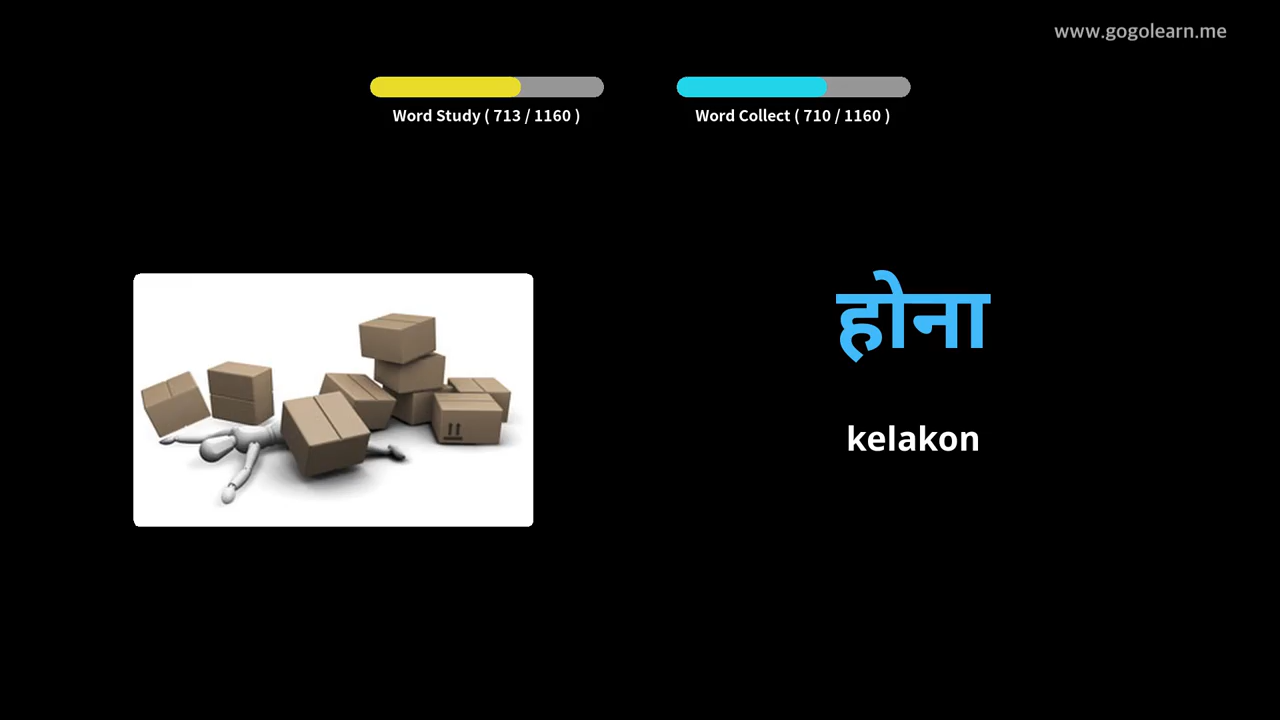 www.gogolearn.me
Word Study ( 713 / 1160 )
Word Collect ( 710 / 1160 )
होना
kelakon